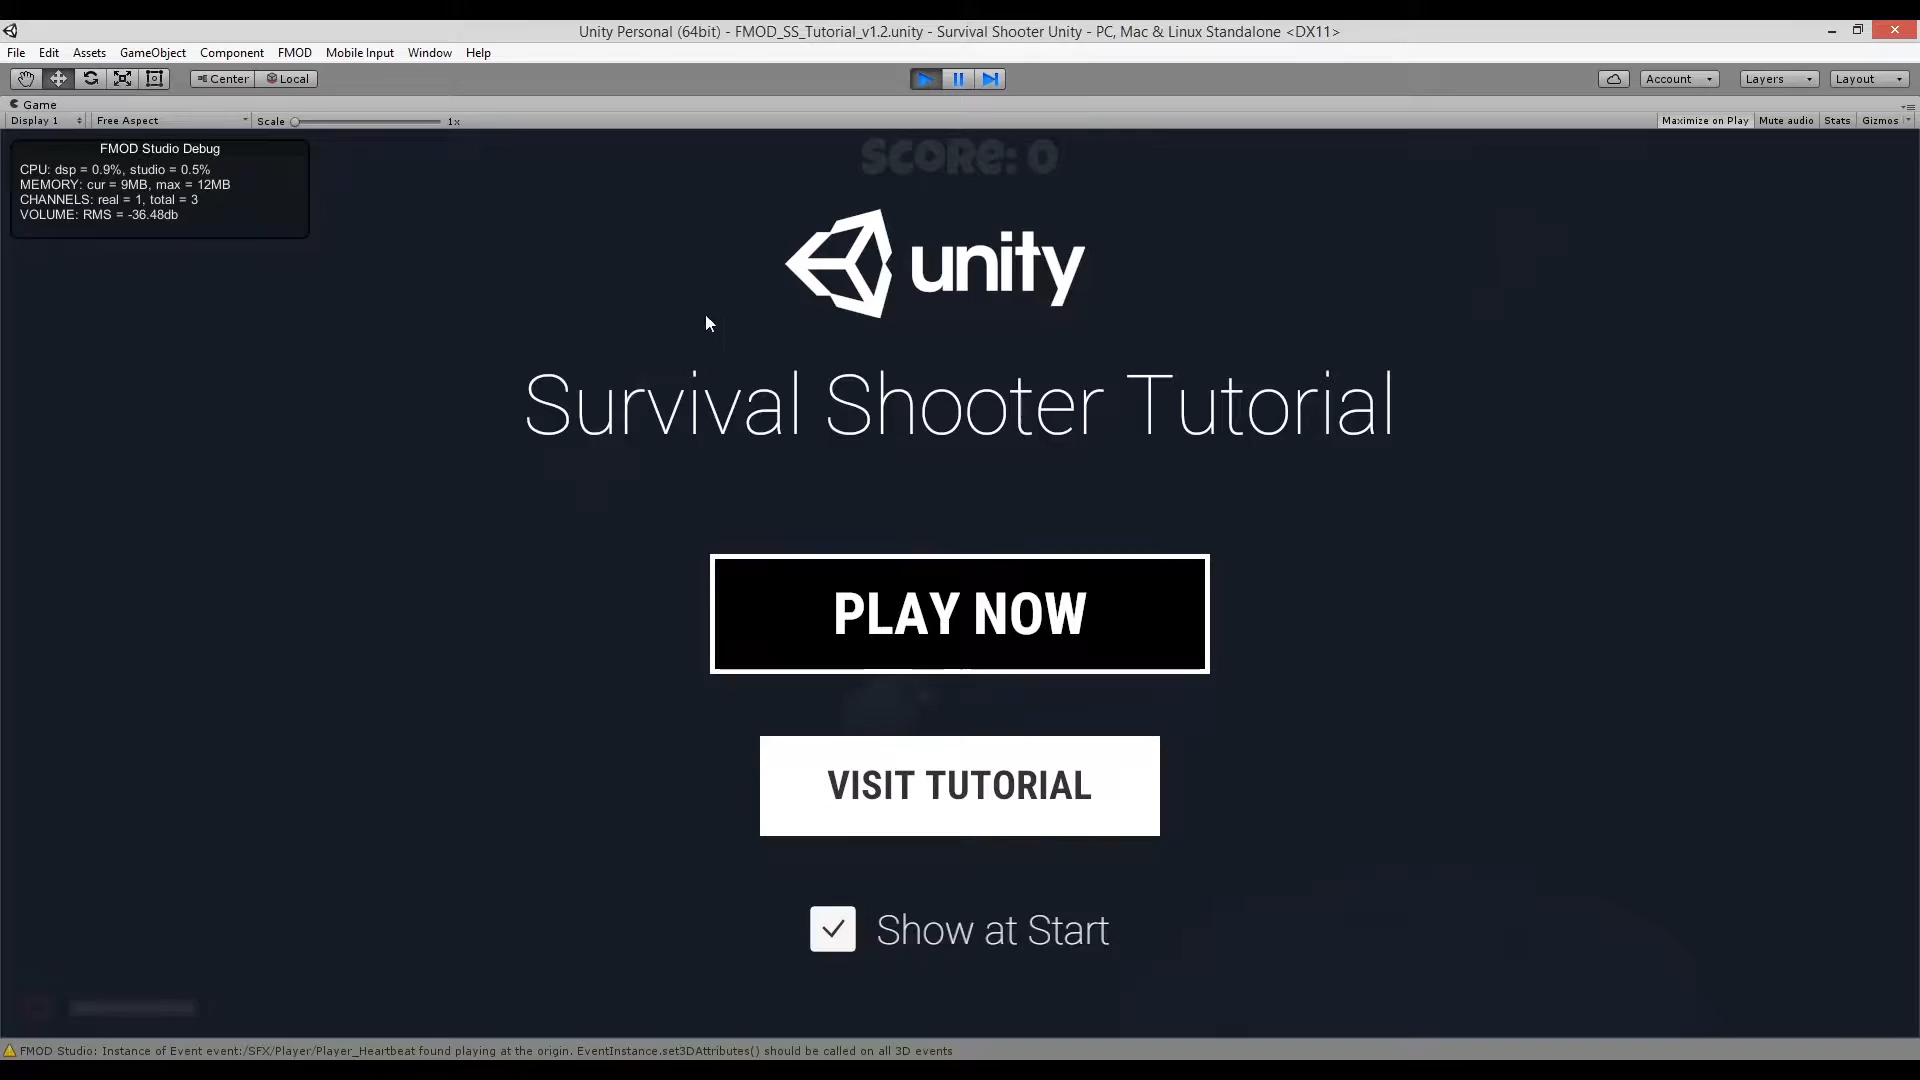 Unity Personal (64bit) - FMOD_SS_Tutorial_v1.2.unity - Survival Shooter Unity - PC, Mac & Linux Standalone <DX11>
File Edit Assets GameObject Component FMOD Mobile Input Window Help
Center Local Account Layers Layout
Game
Display 1 Free Aspect Scale 1x Maximize on Play Mute audio Stats Gizmos
FMOD Studio Debug
CPU: dsp = 0.9%, studio = 0.5%
MEMORY: cur = 9MB, max = 12MB
CHANNELS: real = 1, total = 3
VOLUME: RMS = -36.48db
SCORE: 0
unity
Survival Shooter Tutorial
PLAY NOW
VISIT TUTORIAL
Show at Start
FMOD Studio: Instance of Event event:/SFX/Player/Player_Heartbeat found playing at the origin. EventInstance.set3DAttributes() should be called on all 3D events